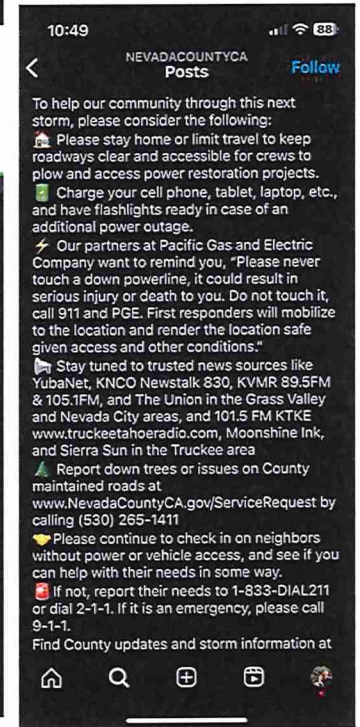 10:49
88
NEVADACOUNTYCA
Posts
Follow
To help our community through this next
storm, please consider the following:
🏠 Please stay home or limit travel to keep
roadways clear and accessible for crews to
plow and access power restoration projects.
🔋 Charge your cell phone, tablet, laptop, etc.,
and have flashlights ready in case of an
additional power outage.
⚡ Our partners at Pacific Gas and Electric
Company want to remind you, "Please never
touch a down powerline, it could result in
serious injury or death to you. Do not touch it,
call 911 and PGE. First responders will mobilize
to the location and render the location safe
given access and other conditions."
📢 Stay tuned to trusted news sources like
YubaNet, KNCO Newstalk 830, KVMR 89.5FM
& 105.1FM, and The Union in the Grass Valley
and Nevada City areas, and 101.5 FM KTKE
www.truckeetahoeradio.com, Moonshine Ink,
and Sierra Sun in the Truckee area
🌲 Report down trees or issues on County
maintained roads at
www.NevadaCountyCA.gov/ServiceRequest by
calling (530) 265-1411
🤝 Please continue to check in on neighbors
without power or vehicle access, and see if you
can help with their needs in some way.
🚨 If not, report their needs to 1-833-DIAL211
or dial 2-1-1. If it is an emergency, please call
9-1-1.
Find County updates and storm information at